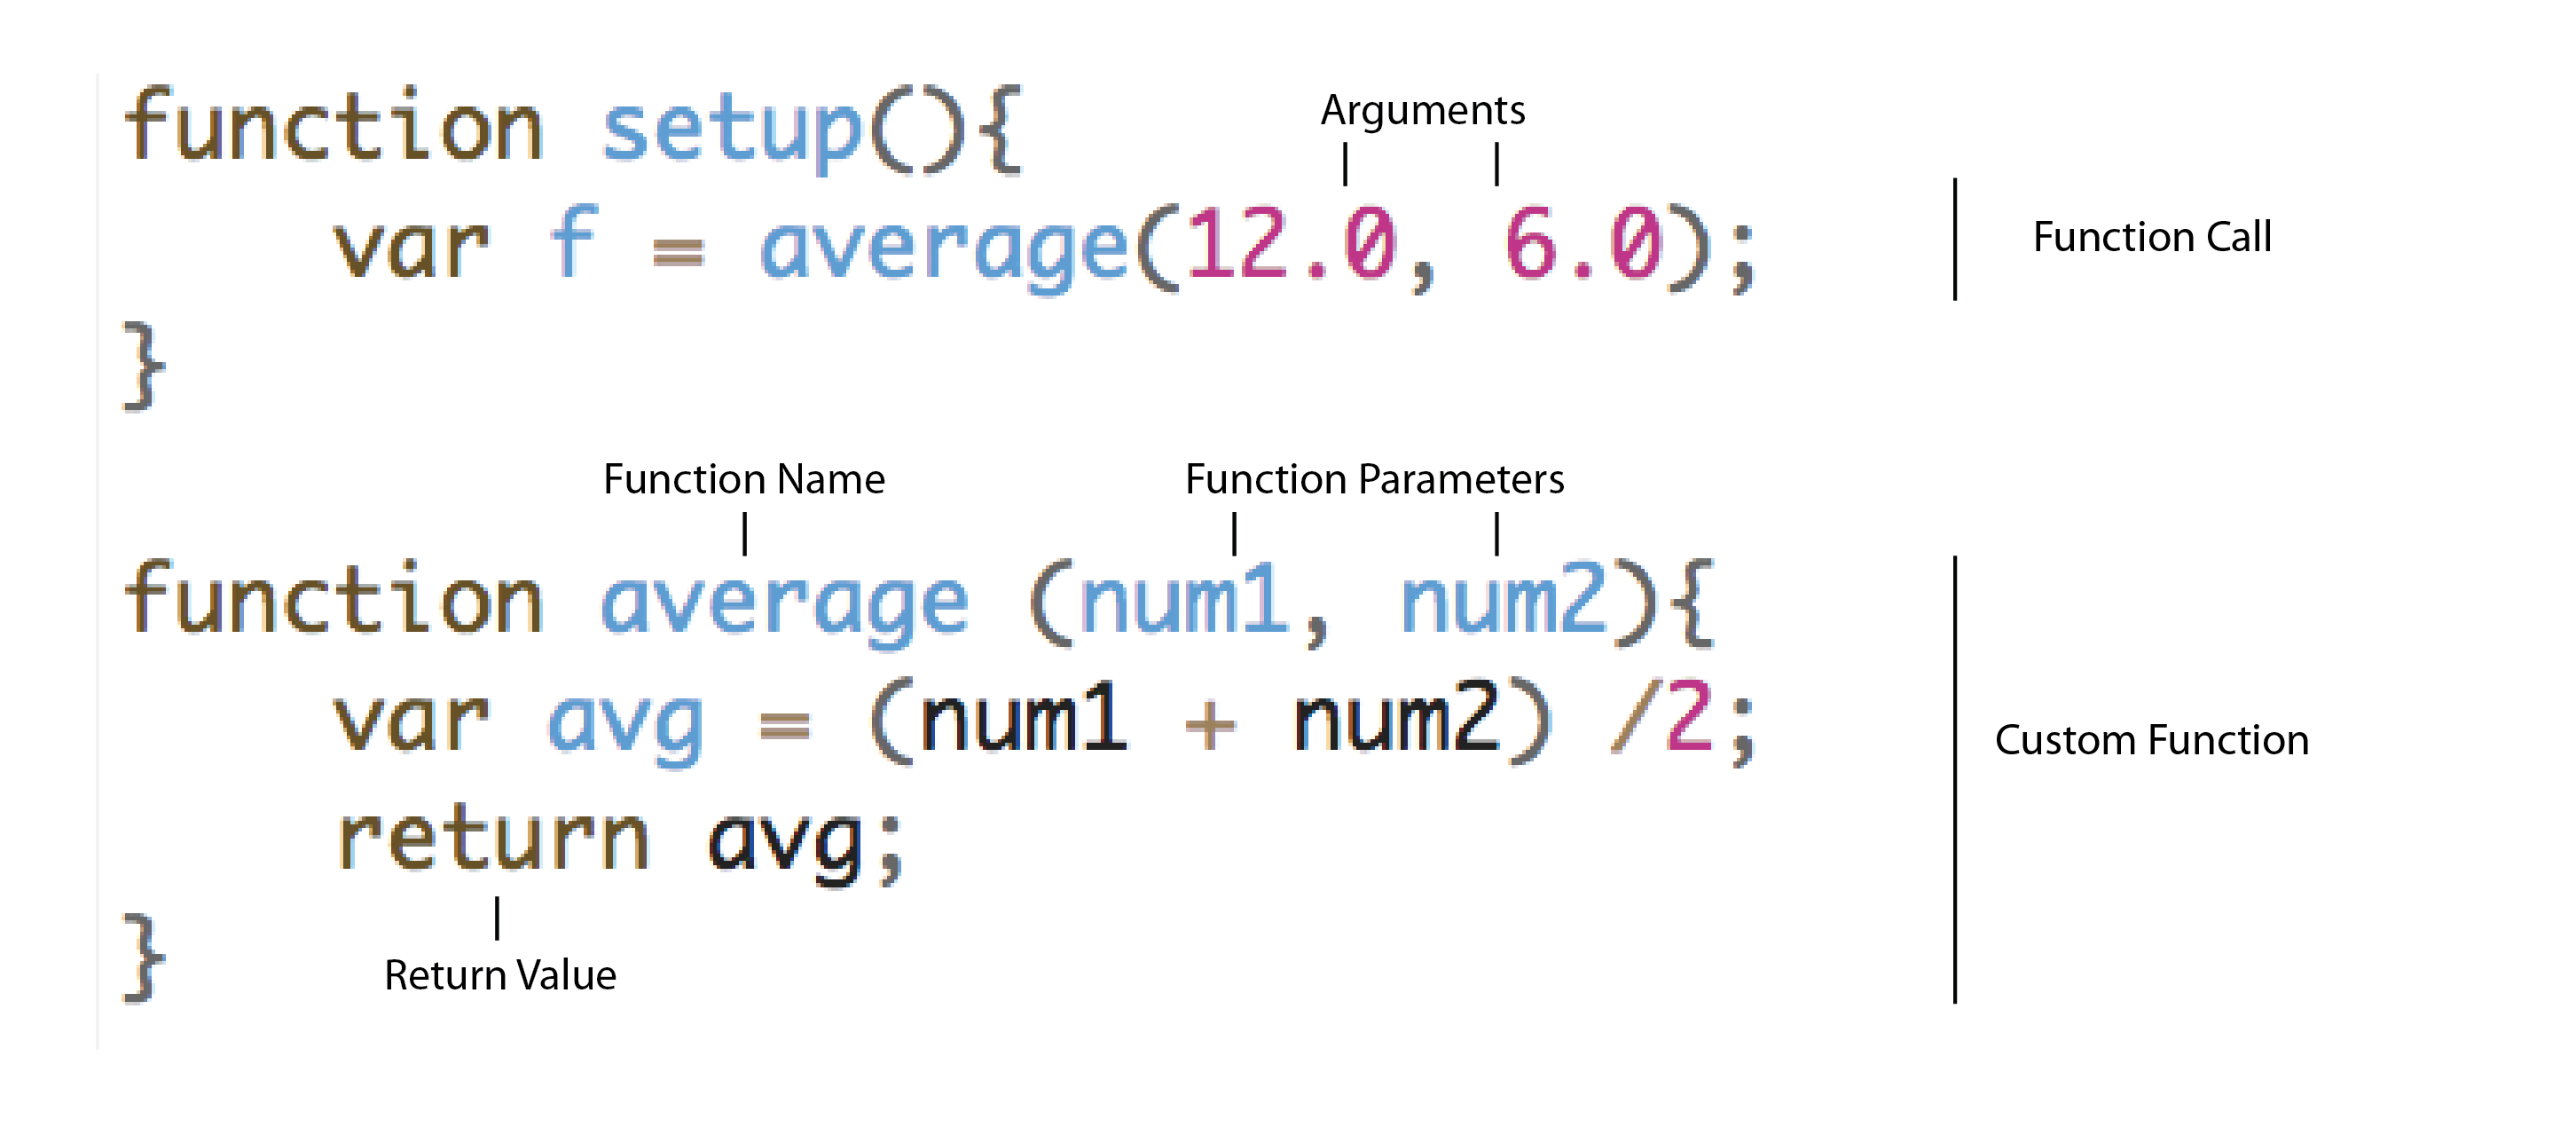 function setup(){
Arguments
var f = average(12.0, 6.0);
Function Call
}
Function Name
Function Parameters
function average (num1, num2){
var avg = (num1 + num2) /2;
Custom Function
return avg;
}
Return Value